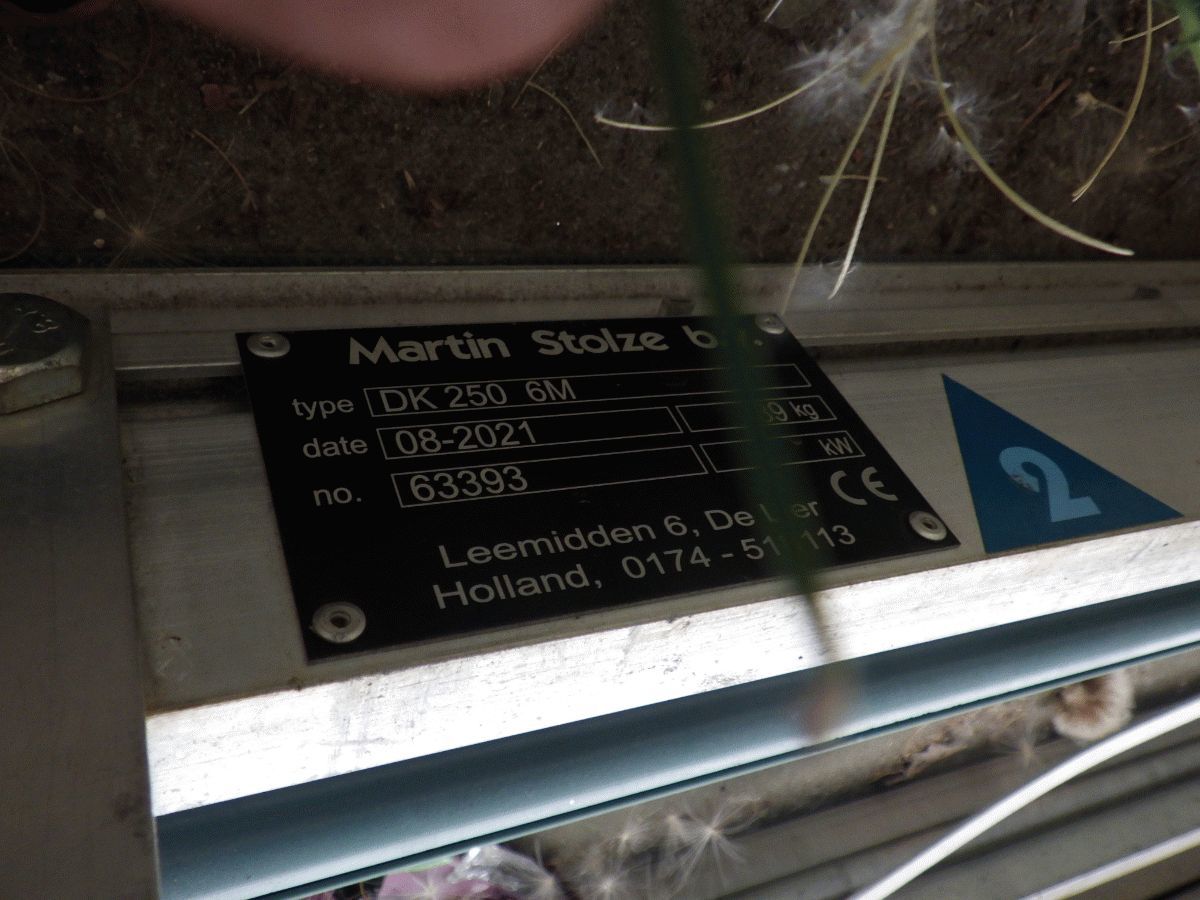 Martin Stolze
type DK 250 6M
date 08-2021 kg
no. 63393 kW
CE
Leemidden 6, De
Holland, 0174 -
2